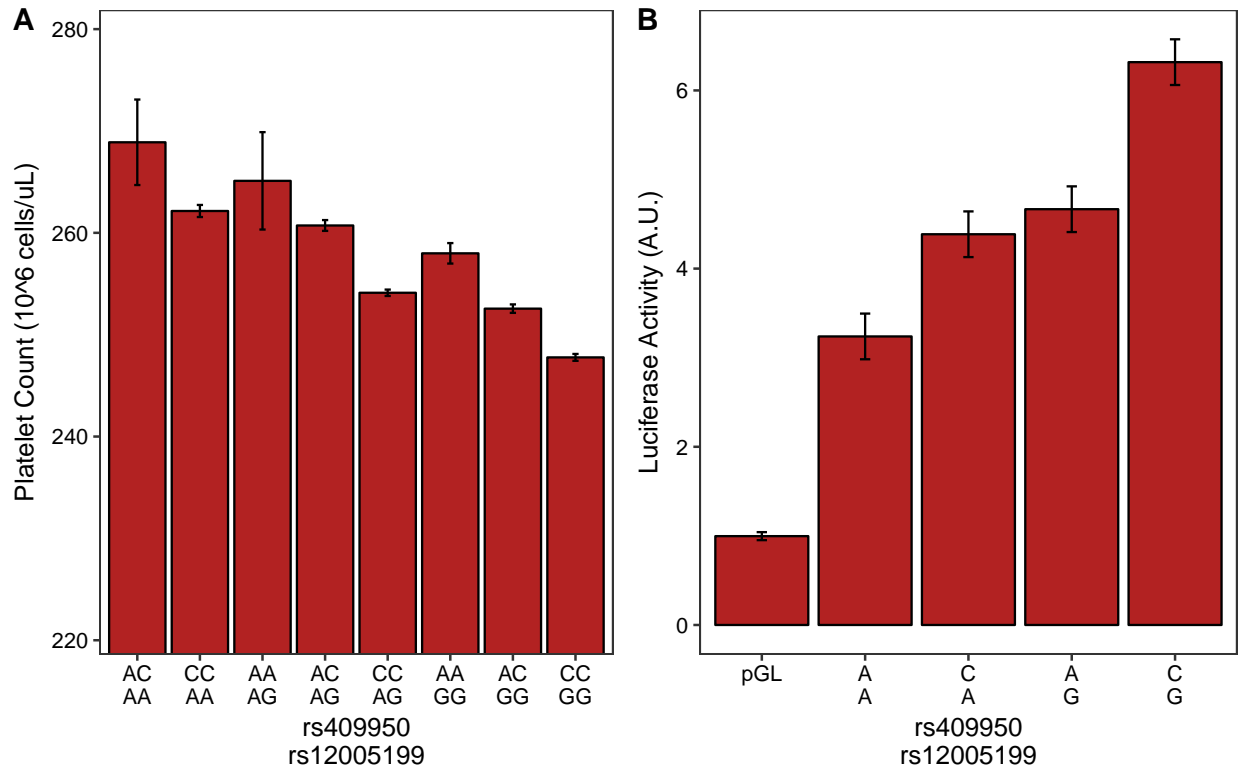 A
Platelet Count (10^6 cells/uL)
280
260
240
220
AC CC AA AC CC AA AC CC
AA AA AG AG AG GG GG GG
rs409950
rs12005199
B
Luciferase Activity (A.U.)
6
4
2
0
pGL A C A C
A A G G
rs409950
rs12005199